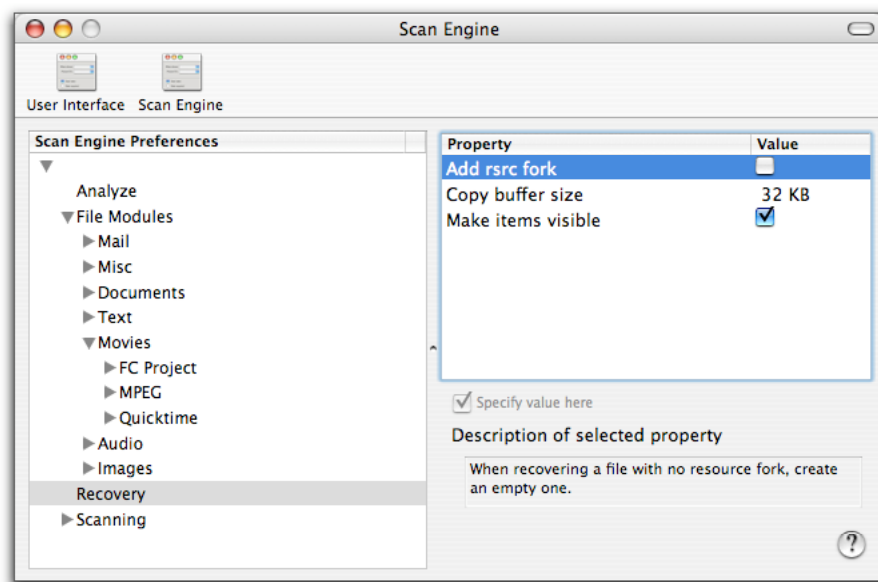 Scan Engine
User Interface
Scan Engine
Scan Engine Preferences
Analyze
File Modules
Mail
Misc
Documents
Text
Movies
FC Project
MPEG
Quicktime
Audio
Images
Recovery
Scanning
Property Value
Add rsrc fork
Copy buffer size 32 KB
Make items visible
Specify value here
Description of selected property
When recovering a file with no resource fork, create
an empty one.
?